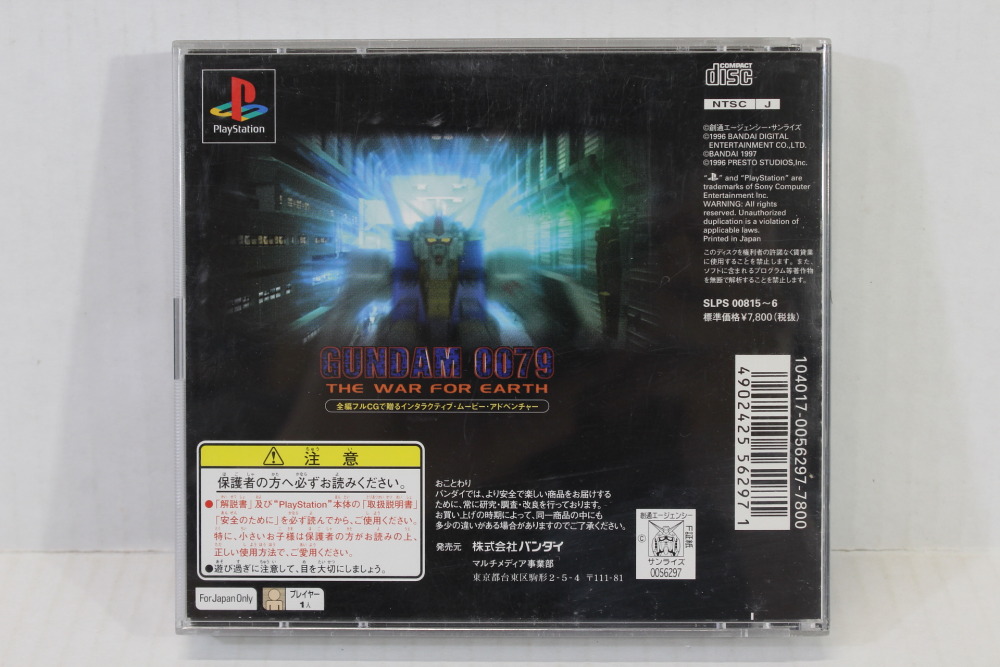 PlayStation
COMPACT
disc
NTSC J
©創通エージェンシー・サンライズ
©1996 BANDAI DIGITAL
ENTERTAINMENT CO.,LTD.
©BANDAI 1997
©1996 PRESTO STUDIOS,Inc.
" " and "PlayStation" are
trademarks of Sony Computer
Entertainment Inc.
WARNING: All rights
reserved. Unauthorized
duplication is a violation of
applicable laws.
Printed in Japan
このディスクを権利者の許諾なく賃貸業
に使用することを禁止します。また、
ソフトに含まれるプログラム等著作物
を無断で解析することを禁止します。
SLPS 00815~6
標準価格¥7,800(税抜)
GUNDAM 0079
THE WAR FOR EARTH
全編フルCGで贈るインタラクティブ・ムービー・アドベンチャー
104017-0056297-7800
4902425562971
注意
保護者の方へ必ずお読みください。
●「解説書」及び"PlayStation"本体の「取扱説明書」
「安全のために」を必ず読んでから、ご使用ください。
特に、小さいお子様は保護者の方がお読みの上、
正しい使用方法で、ご愛用ください。
●遊び過ぎに注意して、目を大切にしましょう。
For Japan Only
プレイヤー
1人
おことわり
バンダイでは、より安全で楽しい商品をお届けする
ために、常に研究・調査・改良を行っております。
お買い上げの時期によって、同一商品の中にも
多少の違いがある場合がありますのでご了承ください。
発売元 株式会社バンダイ
マルチメディア事業部
東京都台東区駒形2-5-4 〒111-81
創通エージェンシー
©
F証紙
サンライズ
0056297